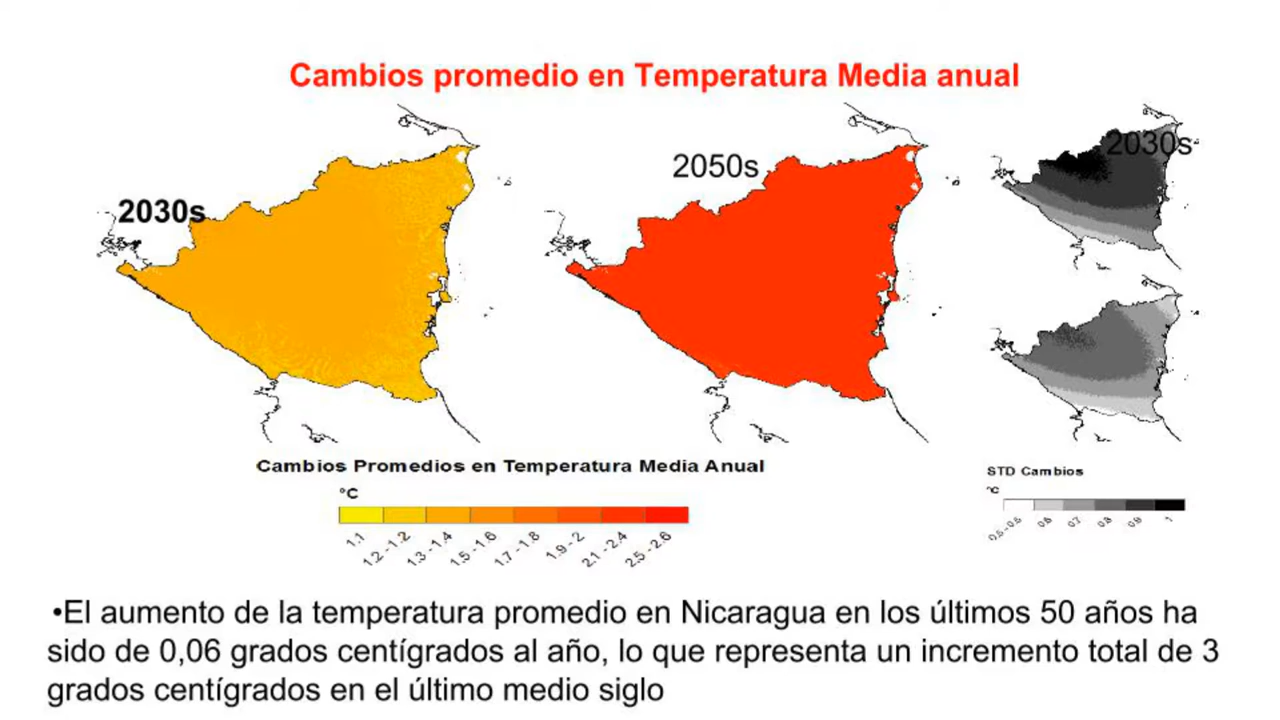 Cambios promedio en Temperatura Media anual
2030s
2050s
2030s
Cambios Promedios en Temperatura Media Anual
°C
1.1
1.2 -1.2
1.3 -1.4
1.5 -1.6
1.7 -1.8
1.9 -2
2.1 -2.4
2.5 -2.6
STD Cambios
°C
0.6
0.7
0.8
0.9
1
•El aumento de la temperatura promedio en Nicaragua en los últimos 50 años ha
sido de 0,06 grados centígrados al año, lo que representa un incremento total de 3
grados centígrados en el último medio siglo